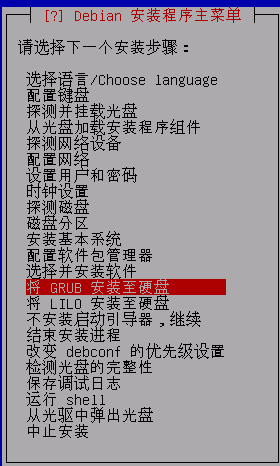 [?] Debian 安装程序主菜单
请选择下一个安装步骤：
选择语言/Choose language
配置键盘
探测并挂载光盘
从光盘加载安装程序组件
探测网络设备
配置网络
设置用户和密码
时钟设置
探测磁盘
磁盘分区
安装基本系统
配置软件包管理器
选择并安装软件
将 GRUB 安装至硬盘
将 LILO 安装至硬盘
不安装启动引导器,继续
结束安装进程
改变 debconf 的优先级设置
检测光盘的完整性
保存调试日志
运行 shell
从光驱中弹出光盘
中止安装